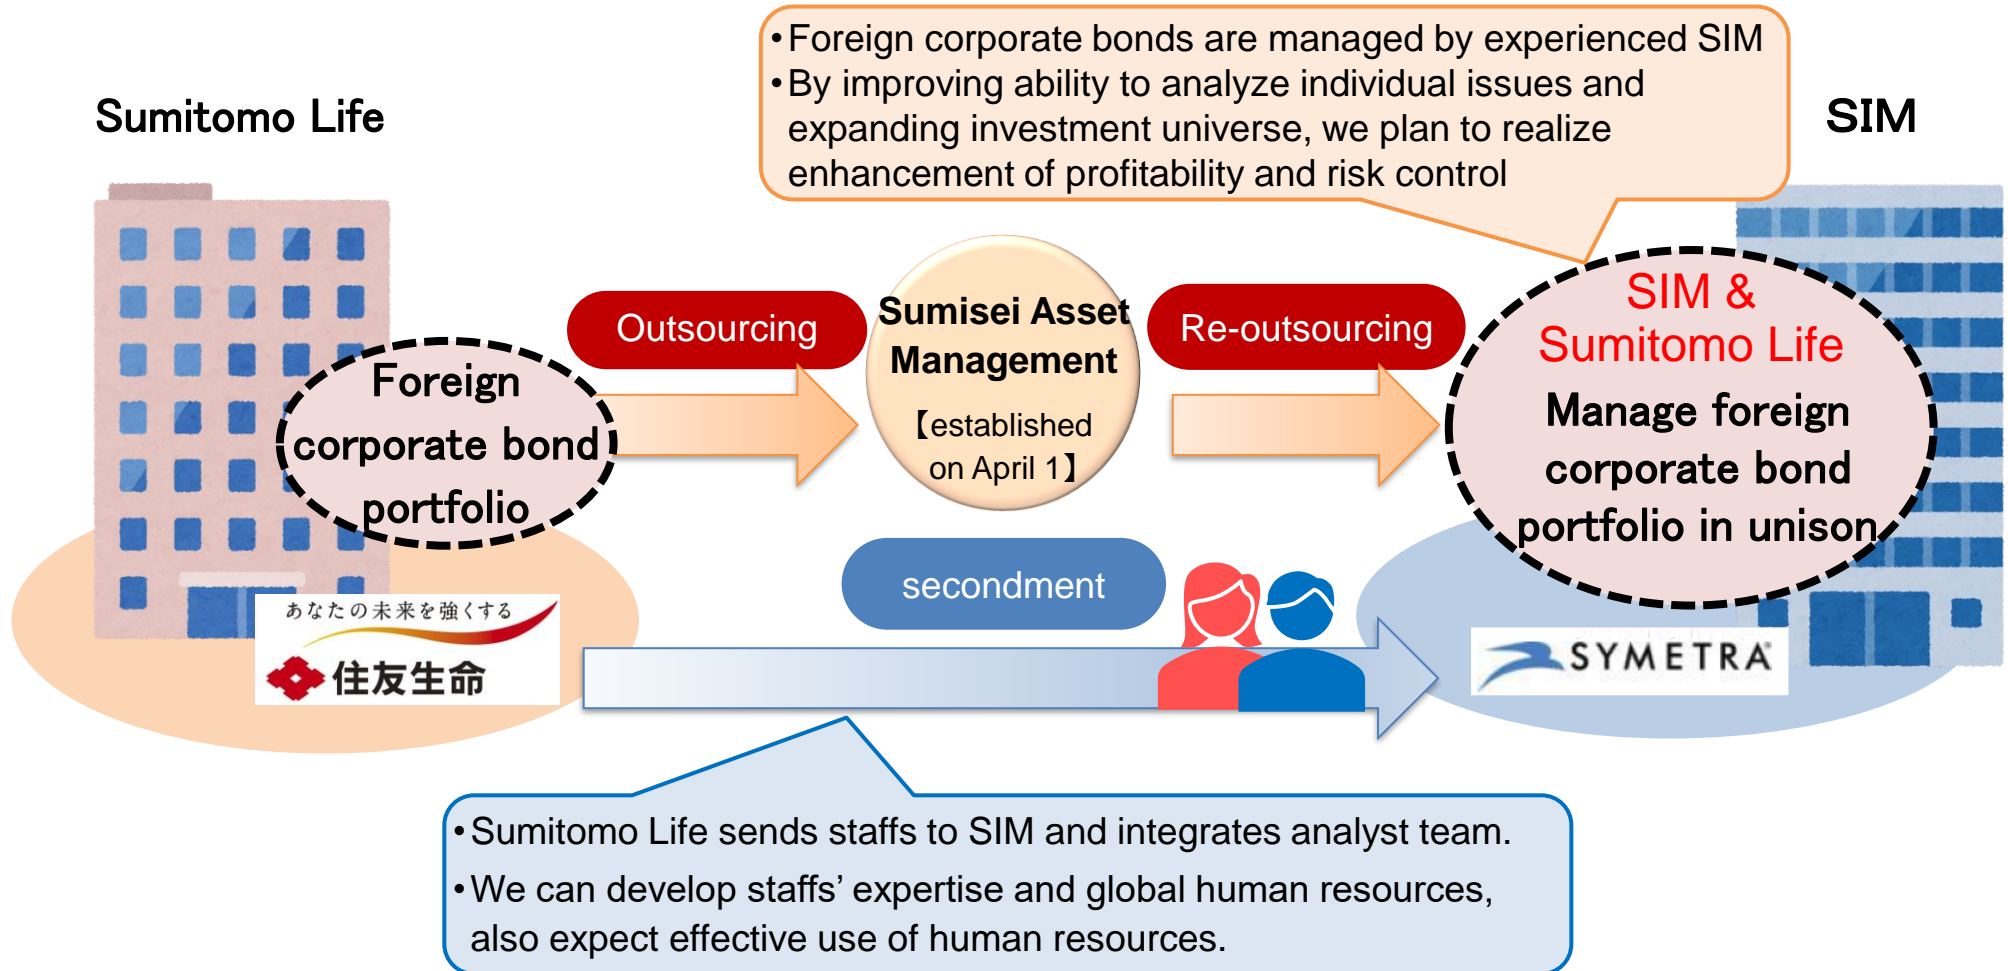 • Foreign corporate bonds are managed by experienced SIM
• By improving ability to analyze individual issues and
expanding investment universe, we plan to realize
enhancement of profitability and risk control
Sumitomo Life
SIM
Outsourcing
Sumisei Asset
Management
【established
on April 1】
Re-outsourcing
SIM &
Sumitomo Life
Manage foreign
corporate bond
portfolio in unison
Foreign
corporate bond
portfolio
secondment
あなたの未来を強くする
住友生命
SYMETRA
• Sumitomo Life sends staffs to SIM and integrates analyst team.
• We can develop staffs’ expertise and global human resources,
also expect effective use of human resources.